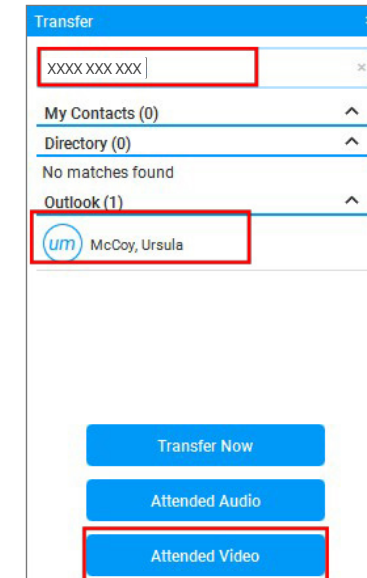 Transfer
XXXX XXX XXX
My Contacts (0)
Directory (0)
No matches found
Outlook (1)
um McCoy, Ursula
Transfer Now
Attended Audio
Attended Video